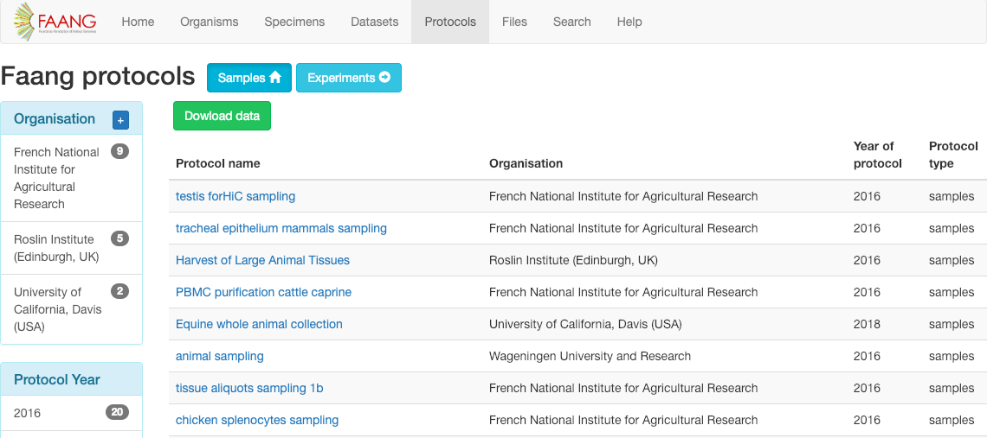 FAANG
Home Organisms Specimens Datasets Protocols Files Search Help
Faang protocols Samples Experiments
Organisation +
French National Institute for Agricultural Research 9
Roslin Institute (Edinburgh, UK) 5
University of California, Davis (USA) 2
Protocol Year
2016 20
Dowload data
Protocol name Organisation Year of protocol Protocol type
testis forHiC sampling French National Institute for Agricultural Research 2016 samples
tracheal epithelium mammals sampling French National Institute for Agricultural Research 2016 samples
Harvest of Large Animal Tissues Roslin Institute (Edinburgh, UK) 2016 samples
PBMC purification cattle caprine French National Institute for Agricultural Research 2016 samples
Equine whole animal collection University of California, Davis (USA) 2018 samples
animal sampling Wageningen University and Research 2016 samples
tissue aliquots sampling 1b French National Institute for Agricultural Research 2016 samples
chicken splenocytes sampling French National Institute for Agricultural Research 2016 samples